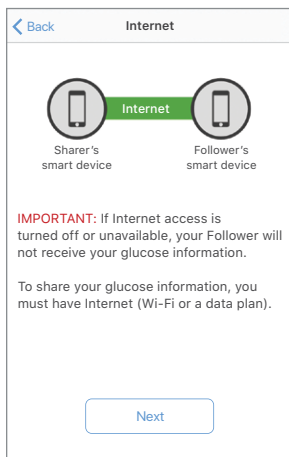 Back
Internet
Internet
Sharer's
smart device
Follower's
smart device
IMPORTANT: If Internet access is
turned off or unavailable, your Follower will
not receive your glucose information.
To share your glucose information, you
must have Internet (Wi-Fi or a data plan).
Next